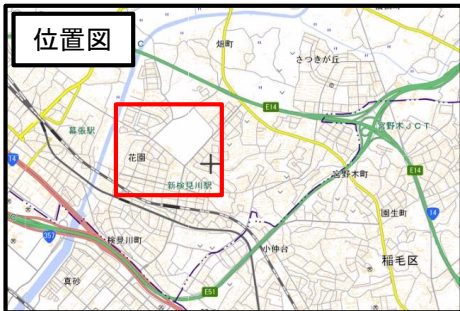 位置図
C
畑町
さつきが丘
E14
宮野木JCT
幕張駅
14
花園
E14
新検見川駅
宮野木町
園生町
14
検見川町
小仲台
357
稲毛区
真砂
E51